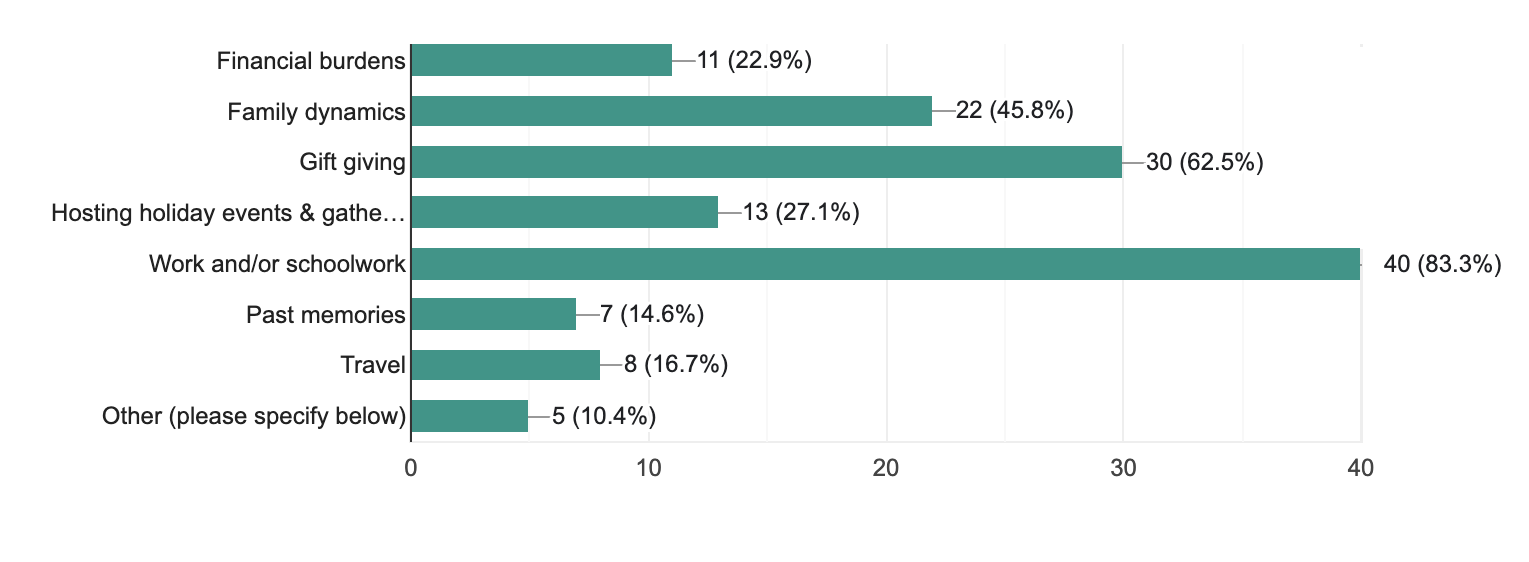 Financial burdens 11 (22.9%)
Family dynamics 22 (45.8%)
Gift giving 30 (62.5%)
Hosting holiday events & gathe… 13 (27.1%)
Work and/or schoolwork 40 (83.3%)
Past memories 7 (14.6%)
Travel 8 (16.7%)
Other (please specify below) 5 (10.4%)
0 10 20 30 40